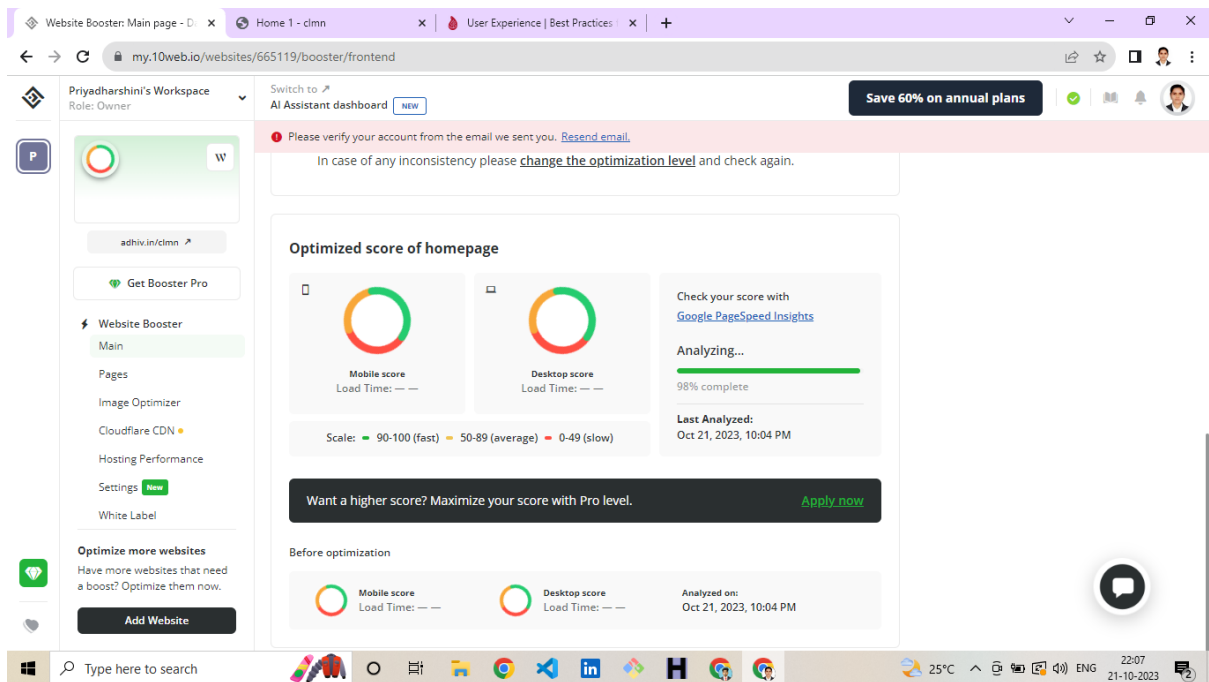 Website Booster: Main page - D
Home 1 - clmn
User Experience | Best Practices
my.10web.io/websites/665119/booster/frontend
Priyadharshini's Workspace
Role: Owner
Switch to
AI Assistant dashboard NEW
Save 60% on annual plans
P
W
Please verify your account from the email we sent you. Resend email.
In case of any inconsistency please change the optimization level and check again.
adhiv.in/clmn
Get Booster Pro
Website Booster
Main
Pages
Image Optimizer
Cloudflare CDN
Hosting Performance
Settings New
White Label
Optimize more websites
Have more websites that need
a boost? Optimize them now.
Add Website
Optimized score of homepage
Mobile score
Load Time: — —
Desktop score
Load Time: — —
Check your score with
Google PageSpeed Insights
Analyzing...
98% complete
Last Analyzed:
Oct 21, 2023, 10:04 PM
Scale: 90-100 (fast) 50-89 (average) 0-49 (slow)
Want a higher score? Maximize your score with Pro level. Apply now
Before optimization
Mobile score
Load Time: — —
Desktop score
Load Time: — —
Analyzed on:
Oct 21, 2023, 10:04 PM
Type here to search
25°C
ENG
22:07
21-10-2023
2